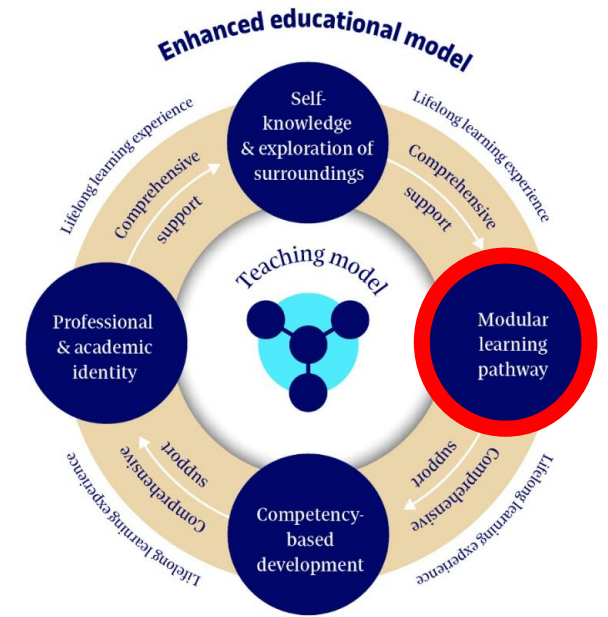 Enhanced educational model
Self-
knowledge
& exploration of
surroundings
Lifelong learning experience
Comprehensive
support
Modular
learning
pathway
Lifelong learning experience
Comprehensive
support
Competency-
based
development
Lifelong learning experience
Comprehensive
support
Professional
& academic
identity
Lifelong learning experience
Comprehensive
support
Teaching model